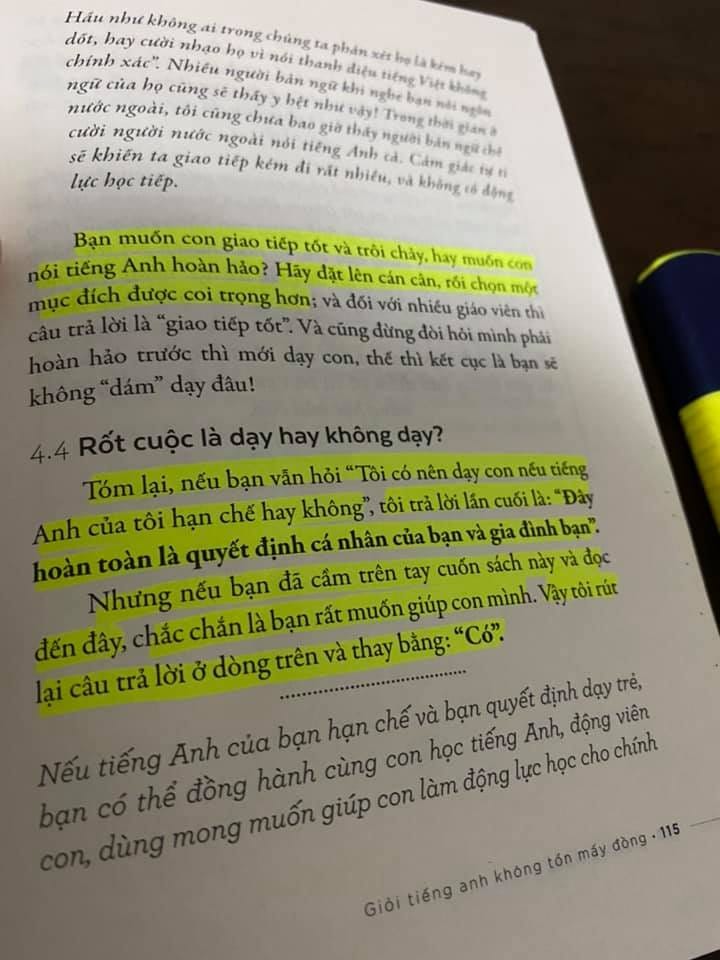 Hầu như không ai trong chúng ta phán xét họ là kém hay
dốt, hay cười nhạo họ vì nói thanh điệu tiếng Việt không
chính xác”. Nhiều người bản ngữ khi nghe bạn nói ngôn
ngữ của họ cũng sẽ thấy y hệt như vậy! Trong thời gian ở
nước ngoài, tôi cũng chưa bao giờ thấy người bản ngữ chê
cười người nước ngoài nói tiếng Anh cả. Cảm giác tự ti
sẽ khiến ta giao tiếp kém đi rất nhiều, và không có động
lực học tiếp.
Bạn muốn con giao tiếp tốt và trôi chảy, hay muốn con
nói tiếng Anh hoàn hảo? Hãy đặt lên cán cân, rồi chọn một
mục đích được coi trọng hơn; và đối với nhiều giáo viên thì
câu trả lời là “giao tiếp tốt”. Và cũng đừng đòi hỏi mình phải
hoàn hảo trước thì mới dạy con, thế thì kết cục là bạn sẽ
không “dám” dạy đâu!
4.4 Rốt cuộc là dạy hay không dạy?
Tóm lại, nếu bạn vẫn hỏi “Tôi có nên dạy con nếu tiếng
Anh của tôi hạn chế hay không”, tôi trả lời lần cuối là: “Đây
hoàn toàn là quyết định cá nhân của bạn và gia đình bạn”.
Nhưng nếu bạn đã cầm trên tay cuốn sách này và đọc
đến đây, chắc chắn là bạn rất muốn giúp con mình. Vậy tôi rút
lại câu trả lời ở dòng trên và thay bằng: “Có”.
Nếu tiếng Anh của bạn hạn chế và bạn quyết định dạy trẻ,
bạn có thể đồng hành cùng con học tiếng Anh, động viên
con, dùng mong muốn giúp con làm động lực học cho chính
Giỏi tiếng anh không tốn mấy đồng • 115